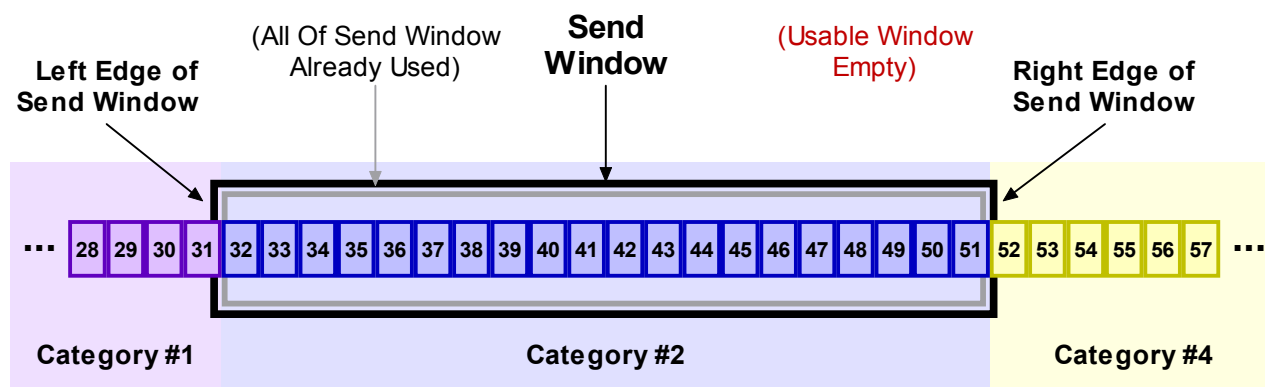 (All Of Send Window
Already Used)
Send
Window
(Usable Window
Empty)
Left Edge of
Send Window
Right Edge of
Send Window
... 28 29 30 31 32 33 34 35 36 37 38 39 40 41 42 43 44 45 46 47 48 49 50 51 52 53 54 55 56 57 ...
Category #1
Category #2
Category #4